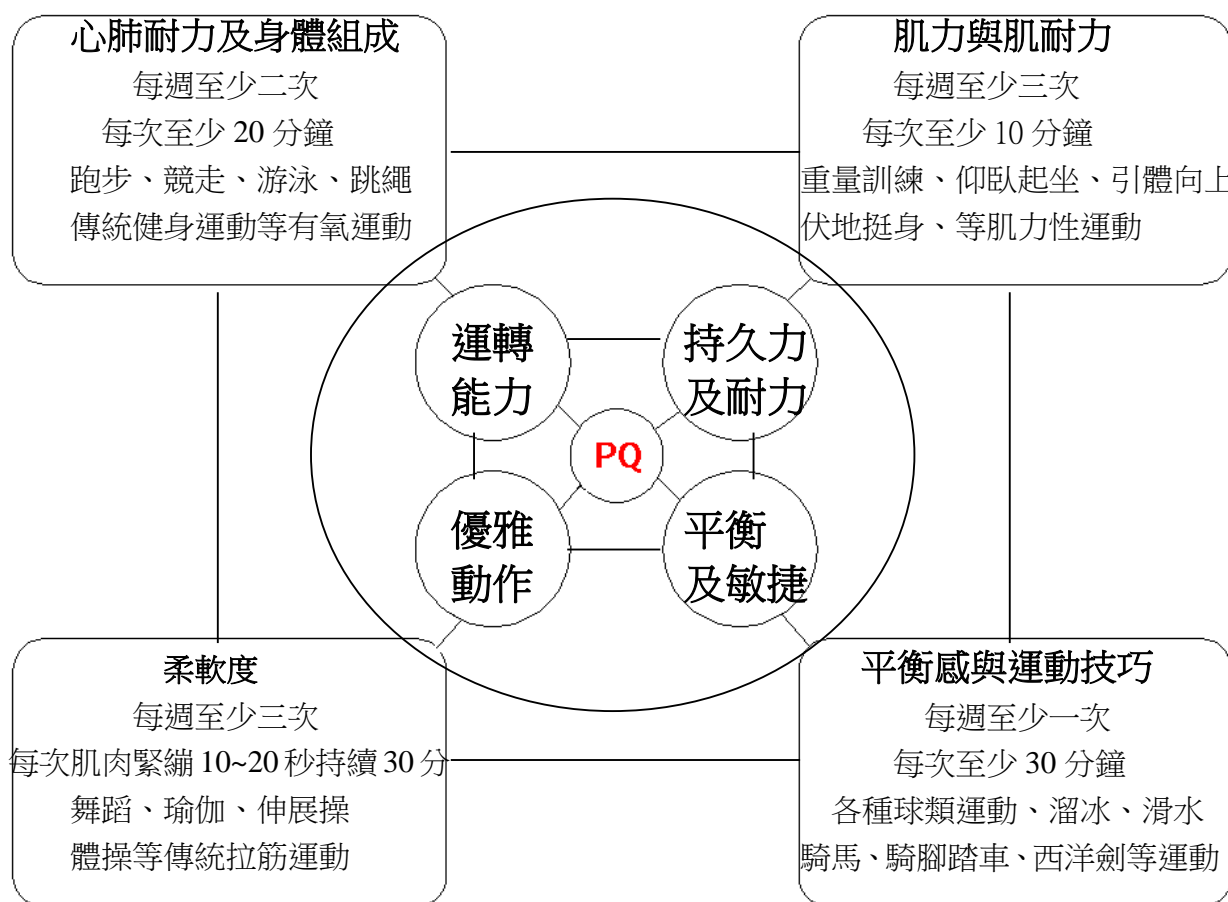 心肺耐力及身體組成
每週至少二次
每次至少 20 分鐘
跑步、競走、游泳、跳繩
傳統健身運動等有氧運動
肌力與肌耐力
每週至少三次
每次至少 10 分鐘
重量訓練、仰臥起坐、引體向上
伏地挺身、等肌力性運動
運轉
能力
持久力
及耐力
PQ
優雅
動作
平衡
及敏捷
柔軟度
每週至少三次
每次肌肉緊繃 10~20 秒持續 30 分
舞蹈、瑜伽、伸展操
體操等傳統拉筋運動
平衡感與運動技巧
每週至少一次
每次至少 30 分鐘
各種球類運動、溜冰、滑水
騎馬、騎腳踏車、西洋劍等運動